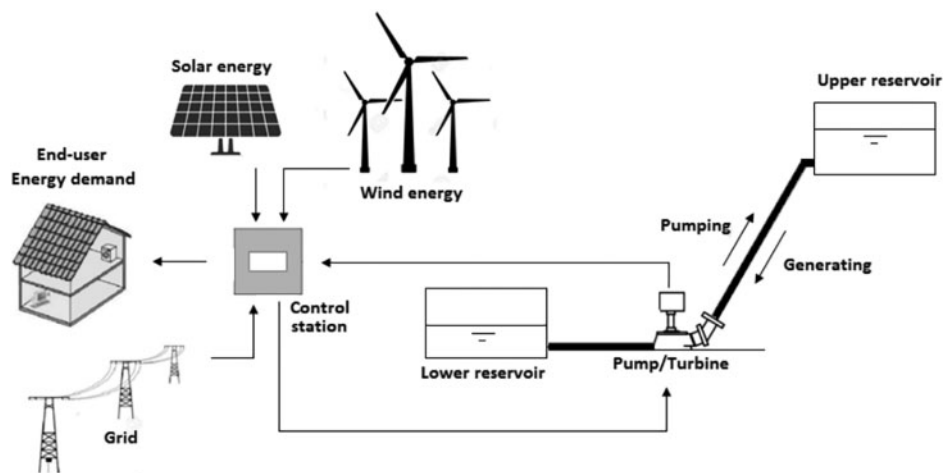 Solar energy
Upper reservoir
End-user
Energy demand
Wind energy
Pumping
Generating
Control
station
Lower reservoir
Pump/Turbine
Grid